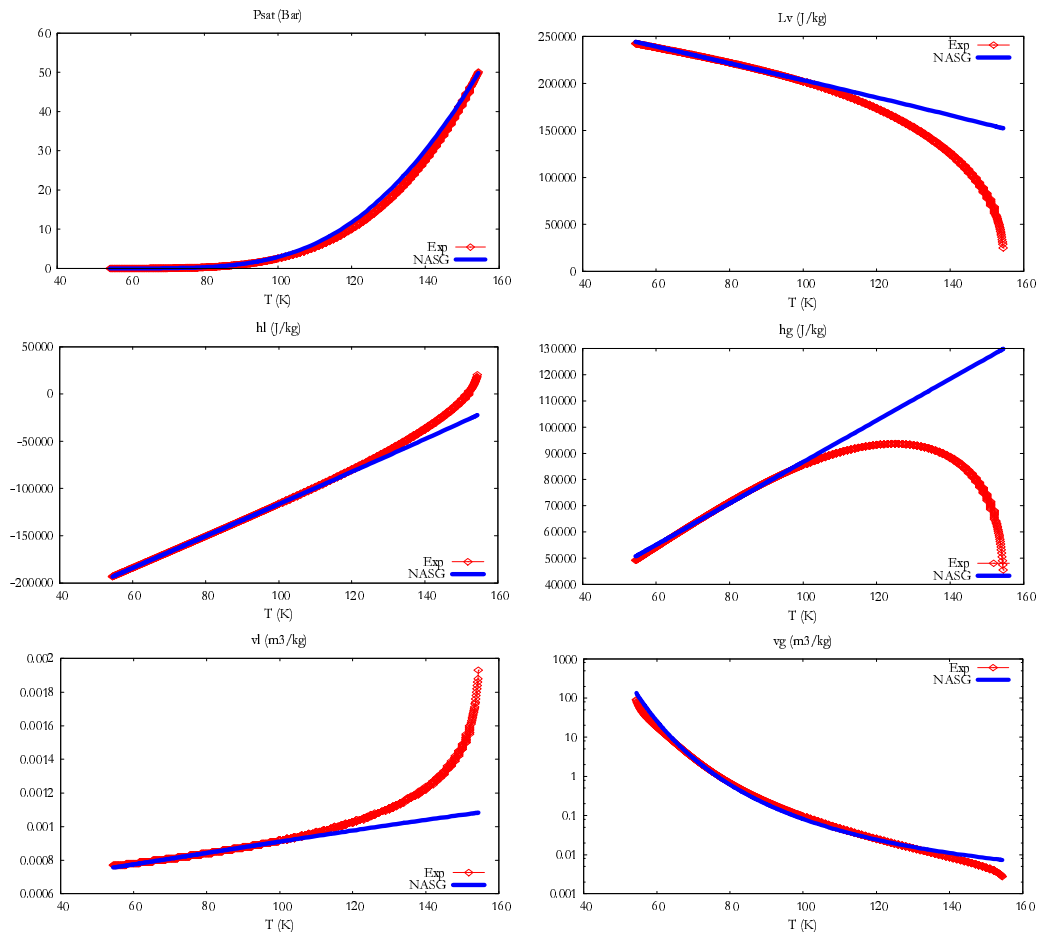 Psat (Bar)
60
50
40
30
20
10
0
40 60 80 100 120 140 160
T (K)
Exp
NASG
Lv (J/kg)
250000
200000
150000
100000
50000
0
40 60 80 100 120 140 160
T (K)
Exp
NASG
hl (J/kg)
50000
0
-50000
-100000
-150000
-200000
40 60 80 100 120 140 160
T (K)
Exp
NASG
hg (J/kg)
130000
120000
110000
100000
90000
80000
70000
60000
50000
40000
40 60 80 100 120 140 160
T (K)
Exp
NASG
vl (m3/kg)
0.002
0.0018
0.0016
0.0014
0.0012
0.001
0.0008
0.0006
40 60 80 100 120 140 160
T (K)
Exp
NASG
vg (m3/kg)
1000
100
10
1
0.1
0.01
0.001
40 60 80 100 120 140 160
T (K)
Exp
NASG